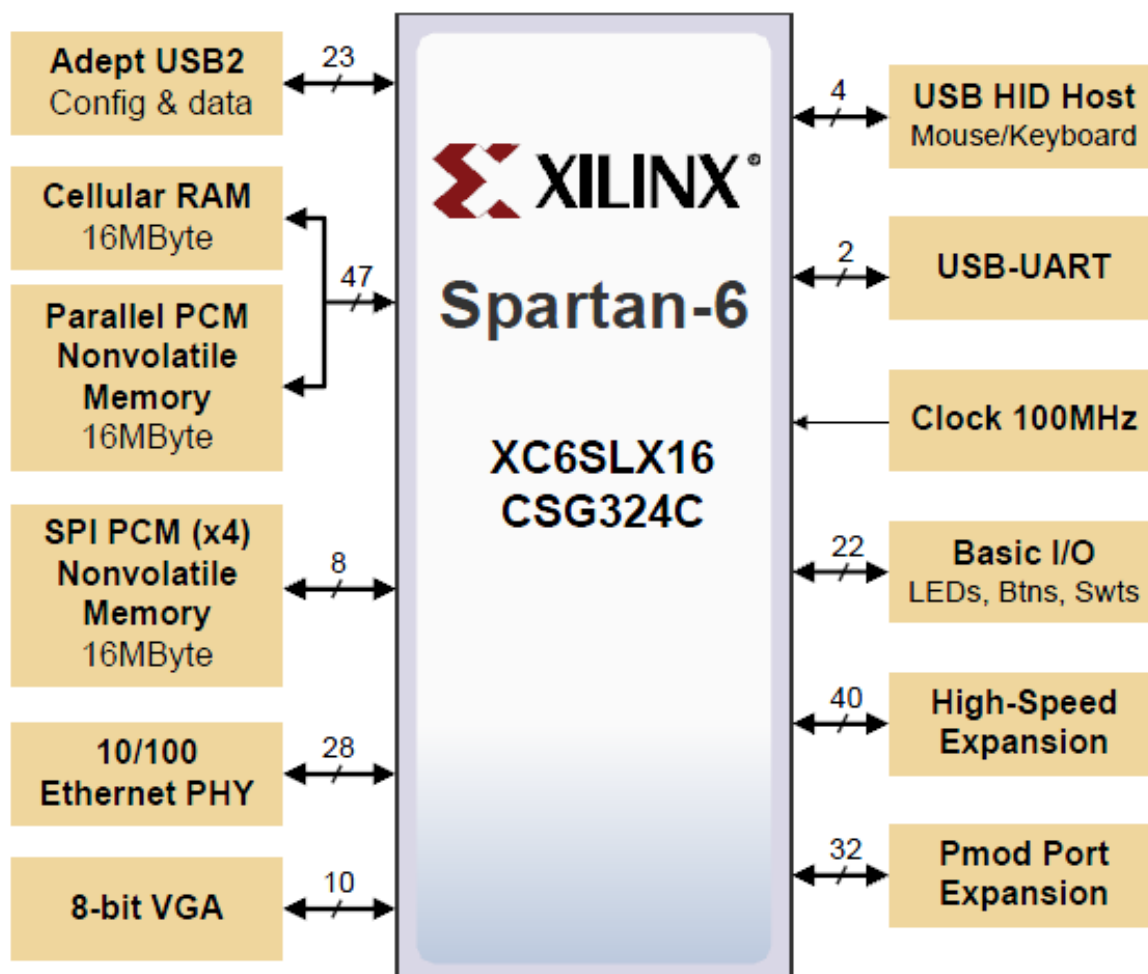 Adept USB2
Config & data
23
Cellular RAM
16MByte
47
Parallel PCM
Nonvolatile
Memory
16MByte
SPI PCM (x4)
Nonvolatile
Memory
16MByte
8
10/100
Ethernet PHY
28
8-bit VGA
10
XILINX®
Spartan-6
XC6SLX16
CSG324C
4
USB HID Host
Mouse/Keyboard
2
USB-UART
Clock 100MHz
22
Basic I/O
LEDs, Btns, Swts
40
High-Speed
Expansion
32
Pmod Port
Expansion